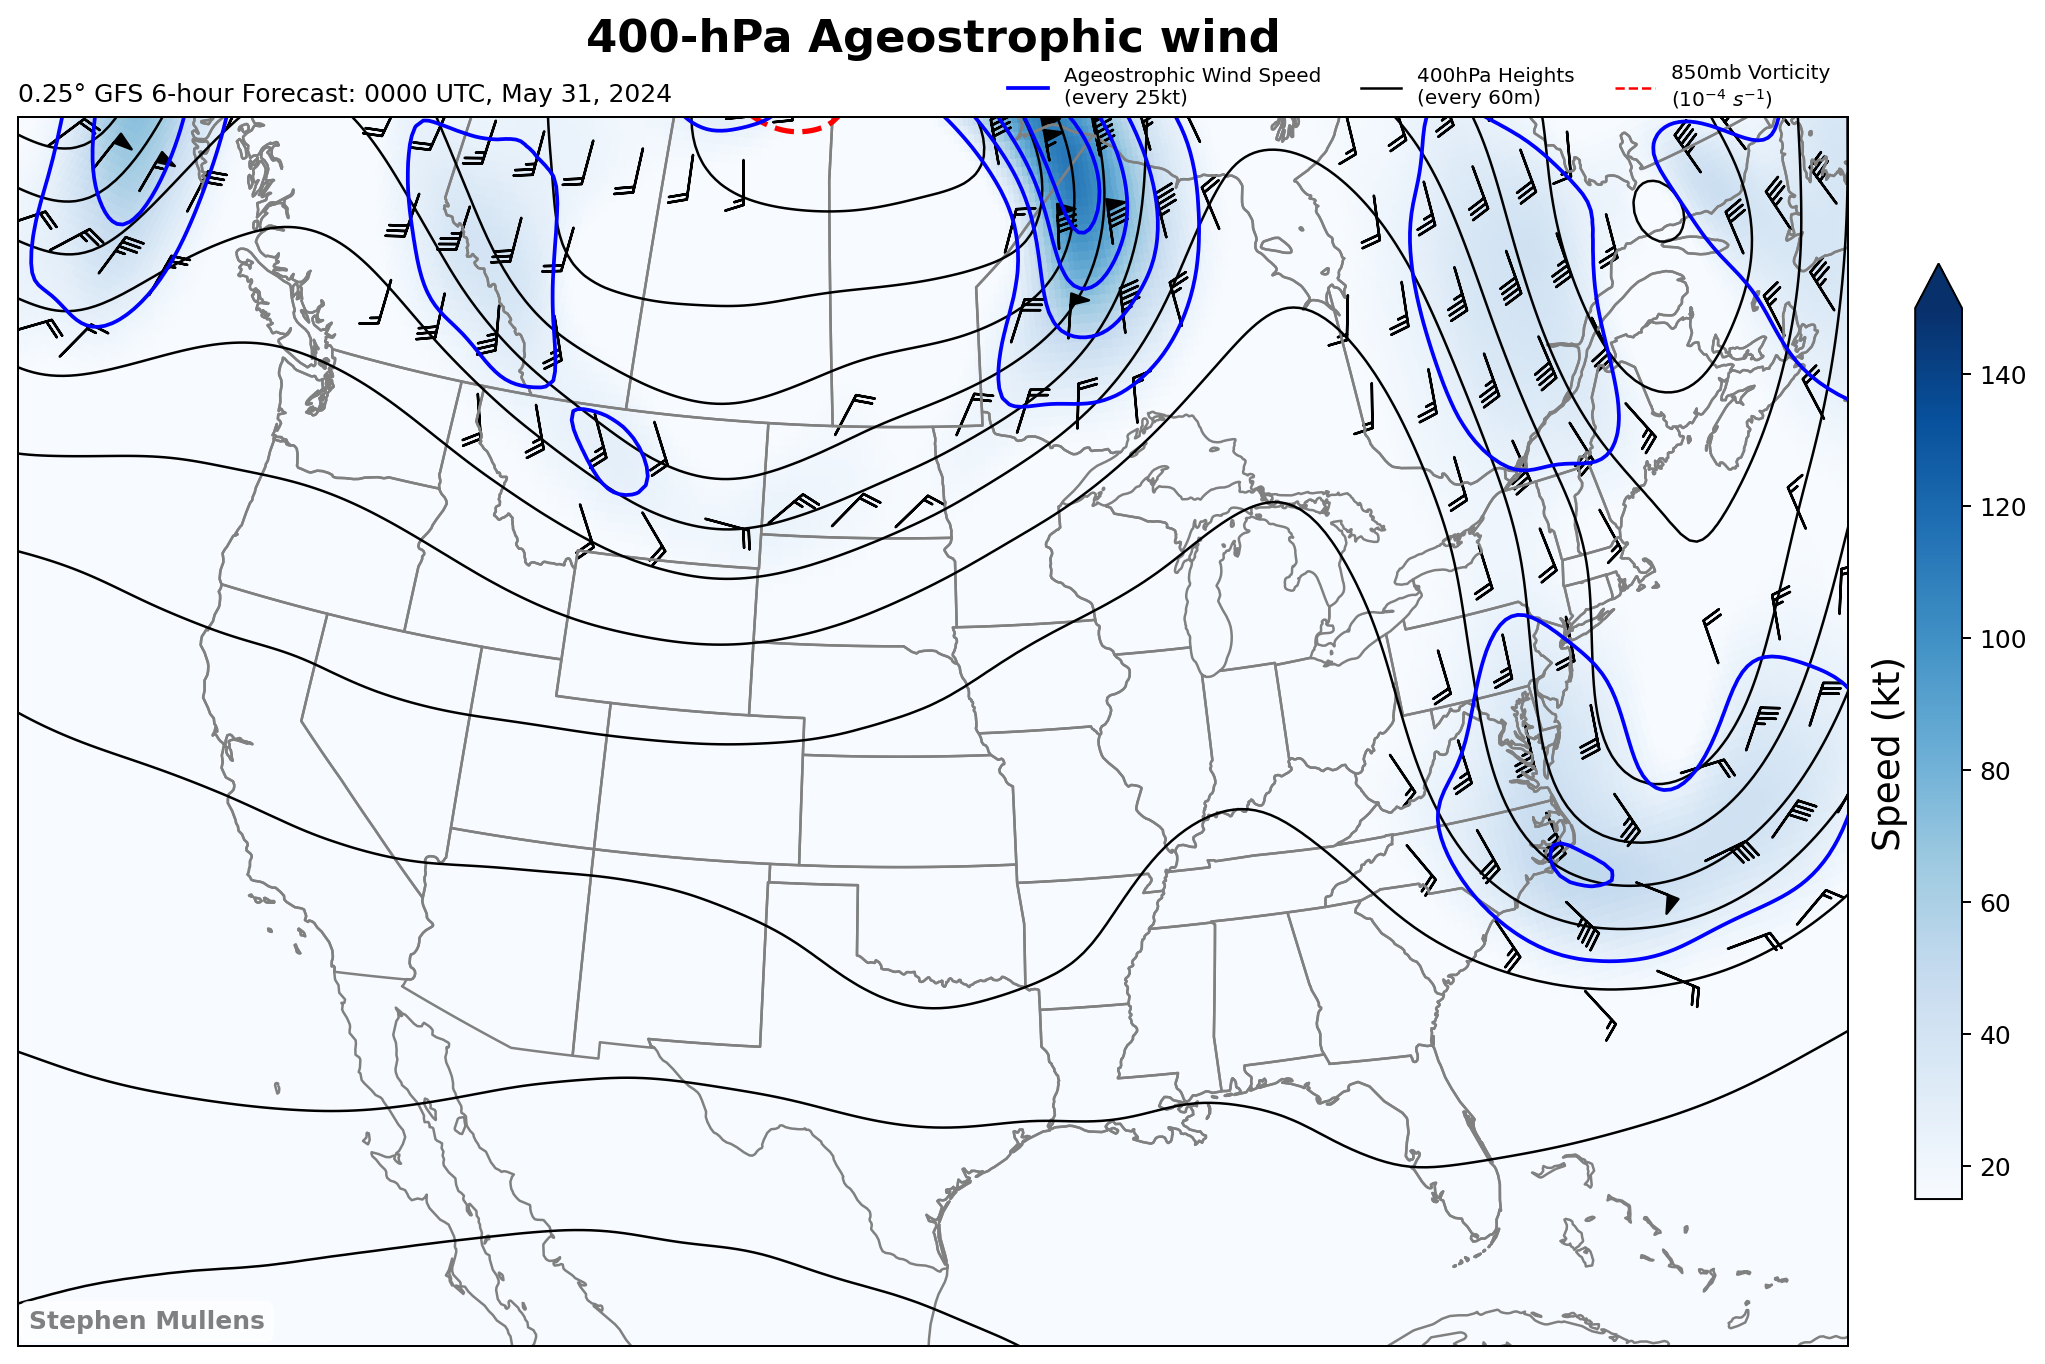 400-hPa Ageostrophic wind
0.25° GFS 6-hour Forecast: 0000 UTC, May 31, 2024
Ageostrophic Wind Speed
(every 25kt)
400hPa Heights
(every 60m)
850mb Vorticity
(10⁻⁴ s⁻¹)
140
120
100
80
60
40
20
Speed (kt)
Stephen Mullens